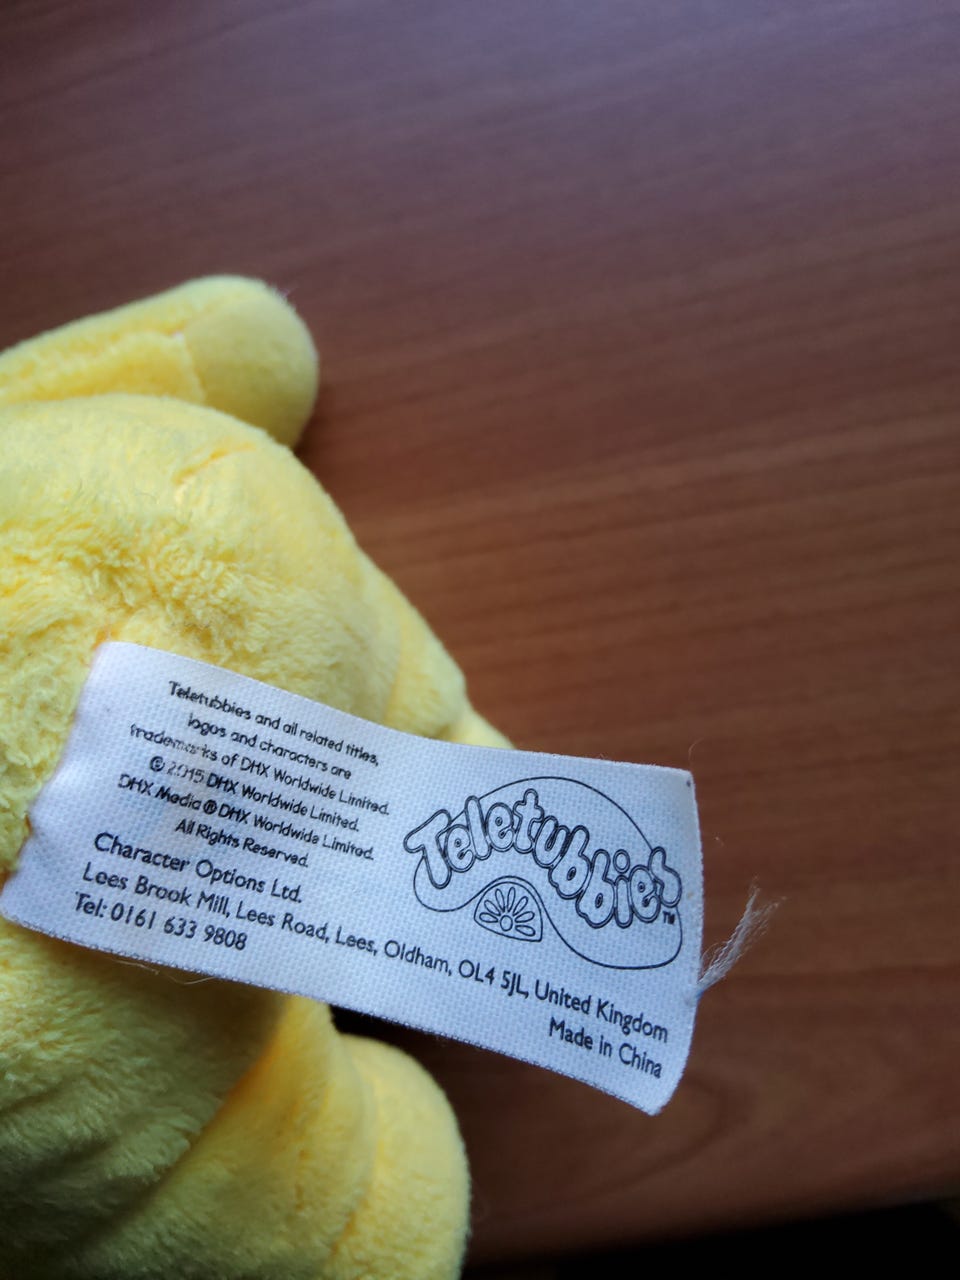 Teletubbies and all related titles,
logos and characters are
trademarks of DHX Worldwide Limited.
© 2015 DHX Worldwide Limited.
DHX Media ® DHX Worldwide Limited.
All Rights Reserved.
Teletubbies™
Character Options Ltd.
Lees Brook Mill, Lees Road, Lees, Oldham, OL4 5JL, United Kingdom
Tel: 0161 633 9808
Made in China